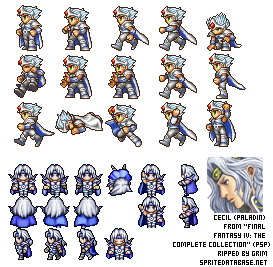 CECIL (PALADIN)
FROM "FINAL
FANTASY IV: THE
COMPLETE COLLECTION" (PSP)
RIPPED BY GRIM
SPRITEDATABASE.NET